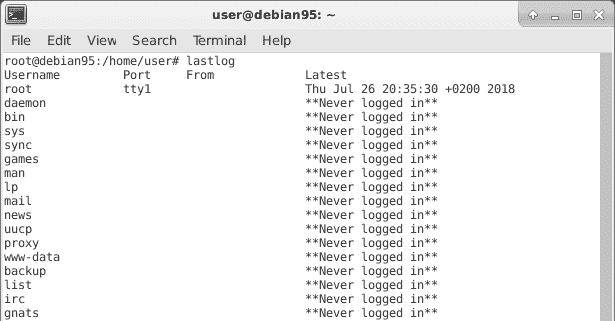 user@debian95: ~
File Edit View Search Terminal Help
root@debian95:/home/user# lastlog
Username Port From Latest
root tty1 Thu Jul 26 20:35:30 +0200 2018
daemon **Never logged in**
bin **Never logged in**
sys **Never logged in**
sync **Never logged in**
games **Never logged in**
man **Never logged in**
lp **Never logged in**
mail **Never logged in**
news **Never logged in**
uucp **Never logged in**
proxy **Never logged in**
www-data **Never logged in**
backup **Never logged in**
list **Never logged in**
irc **Never logged in**
gnats **Never logged in**